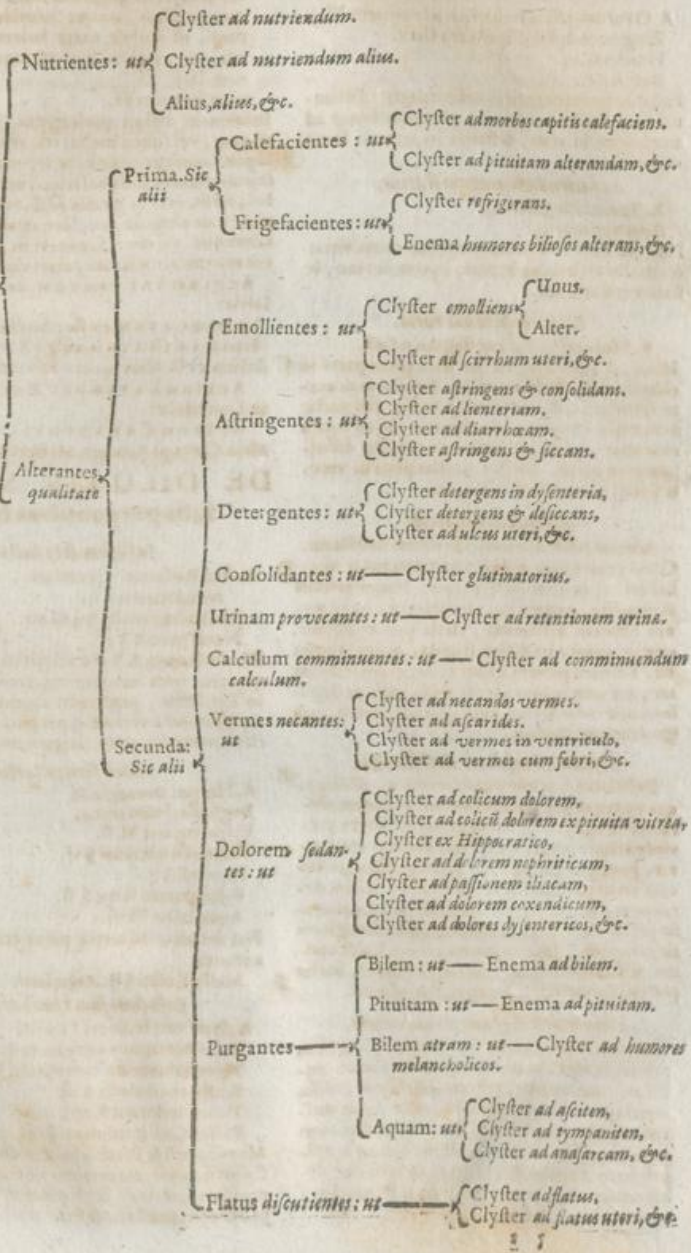 Clyſter ad nutriendum.
Nutrientes: ut Clyſter ad nutriendum alius.
Alius, alius, &c.
Clyſter ad morbos capitis calefaciens.
Calefacientes : ut
Clyſter ad pituitam alterandam, &c.
Prima. Sic
alii
Clyſter refrigerans.
Frigefacientes : ut
Enema humores bilioſos alterans, &c.
Unus.
Clyſter emolliens
Emollientes : ut Alter.
Clyſter ad ſcirrhum uteri, &c.
Clyſter aſtringens & conſolidans.
Clyſter ad lienteriam.
Aſtringentes : ut
Clyſter ad diarrhœam.
Clyſter aſtringens & ſiccans.
Alterantes
qualitate
Clyſter detergens in dyſenteria,
Detergentes: ut Clyſter detergens & deſiccans,
Clyſter ad ulcus uteri, &c.
Conſolidantes : ut — Clyſter glutinatorius.
Urinam provocantes: ut — Clyſter ad retentionem urinæ.
Calculum comminuentes: ut — Clyſter ad comminuendum
calculum.
Clyſter ad necandos vermes.
Vermes necantes: Clyſter ad aſcarides.
ut Clyſter ad vermes in ventriculo,
Clyſter ad vermes cum febri, &c.
Secunda:
Sic alii
Clyſter ad colicum dolorem,
Clyſter ad colicū dolorem ex pituita vitrea,
Clyſter ex Hippocratico,
Dolorem ſedan-
tes : ut
Clyſter ad dolorem nephriticum,
Clyſter ad paſſionem iliacam,
Clyſter ad dolorem coxendicum,
Clyſter ad dolores dyſentericos, &c.
Bilem : ut — Enema ad bilem.
Pituitam : ut — Enema ad pituitam.
Purgantes — Bilem atram : ut — Clyſter ad humores
melancholicos.
Clyſter ad aſciten,
Aquam: ut Clyſter ad tympaniten,
Clyſter ad anaſarcam, &c.
Flatus diſcutientes: ut — Clyſter ad flatus,
Clyſter ad flatus uteri, &c.